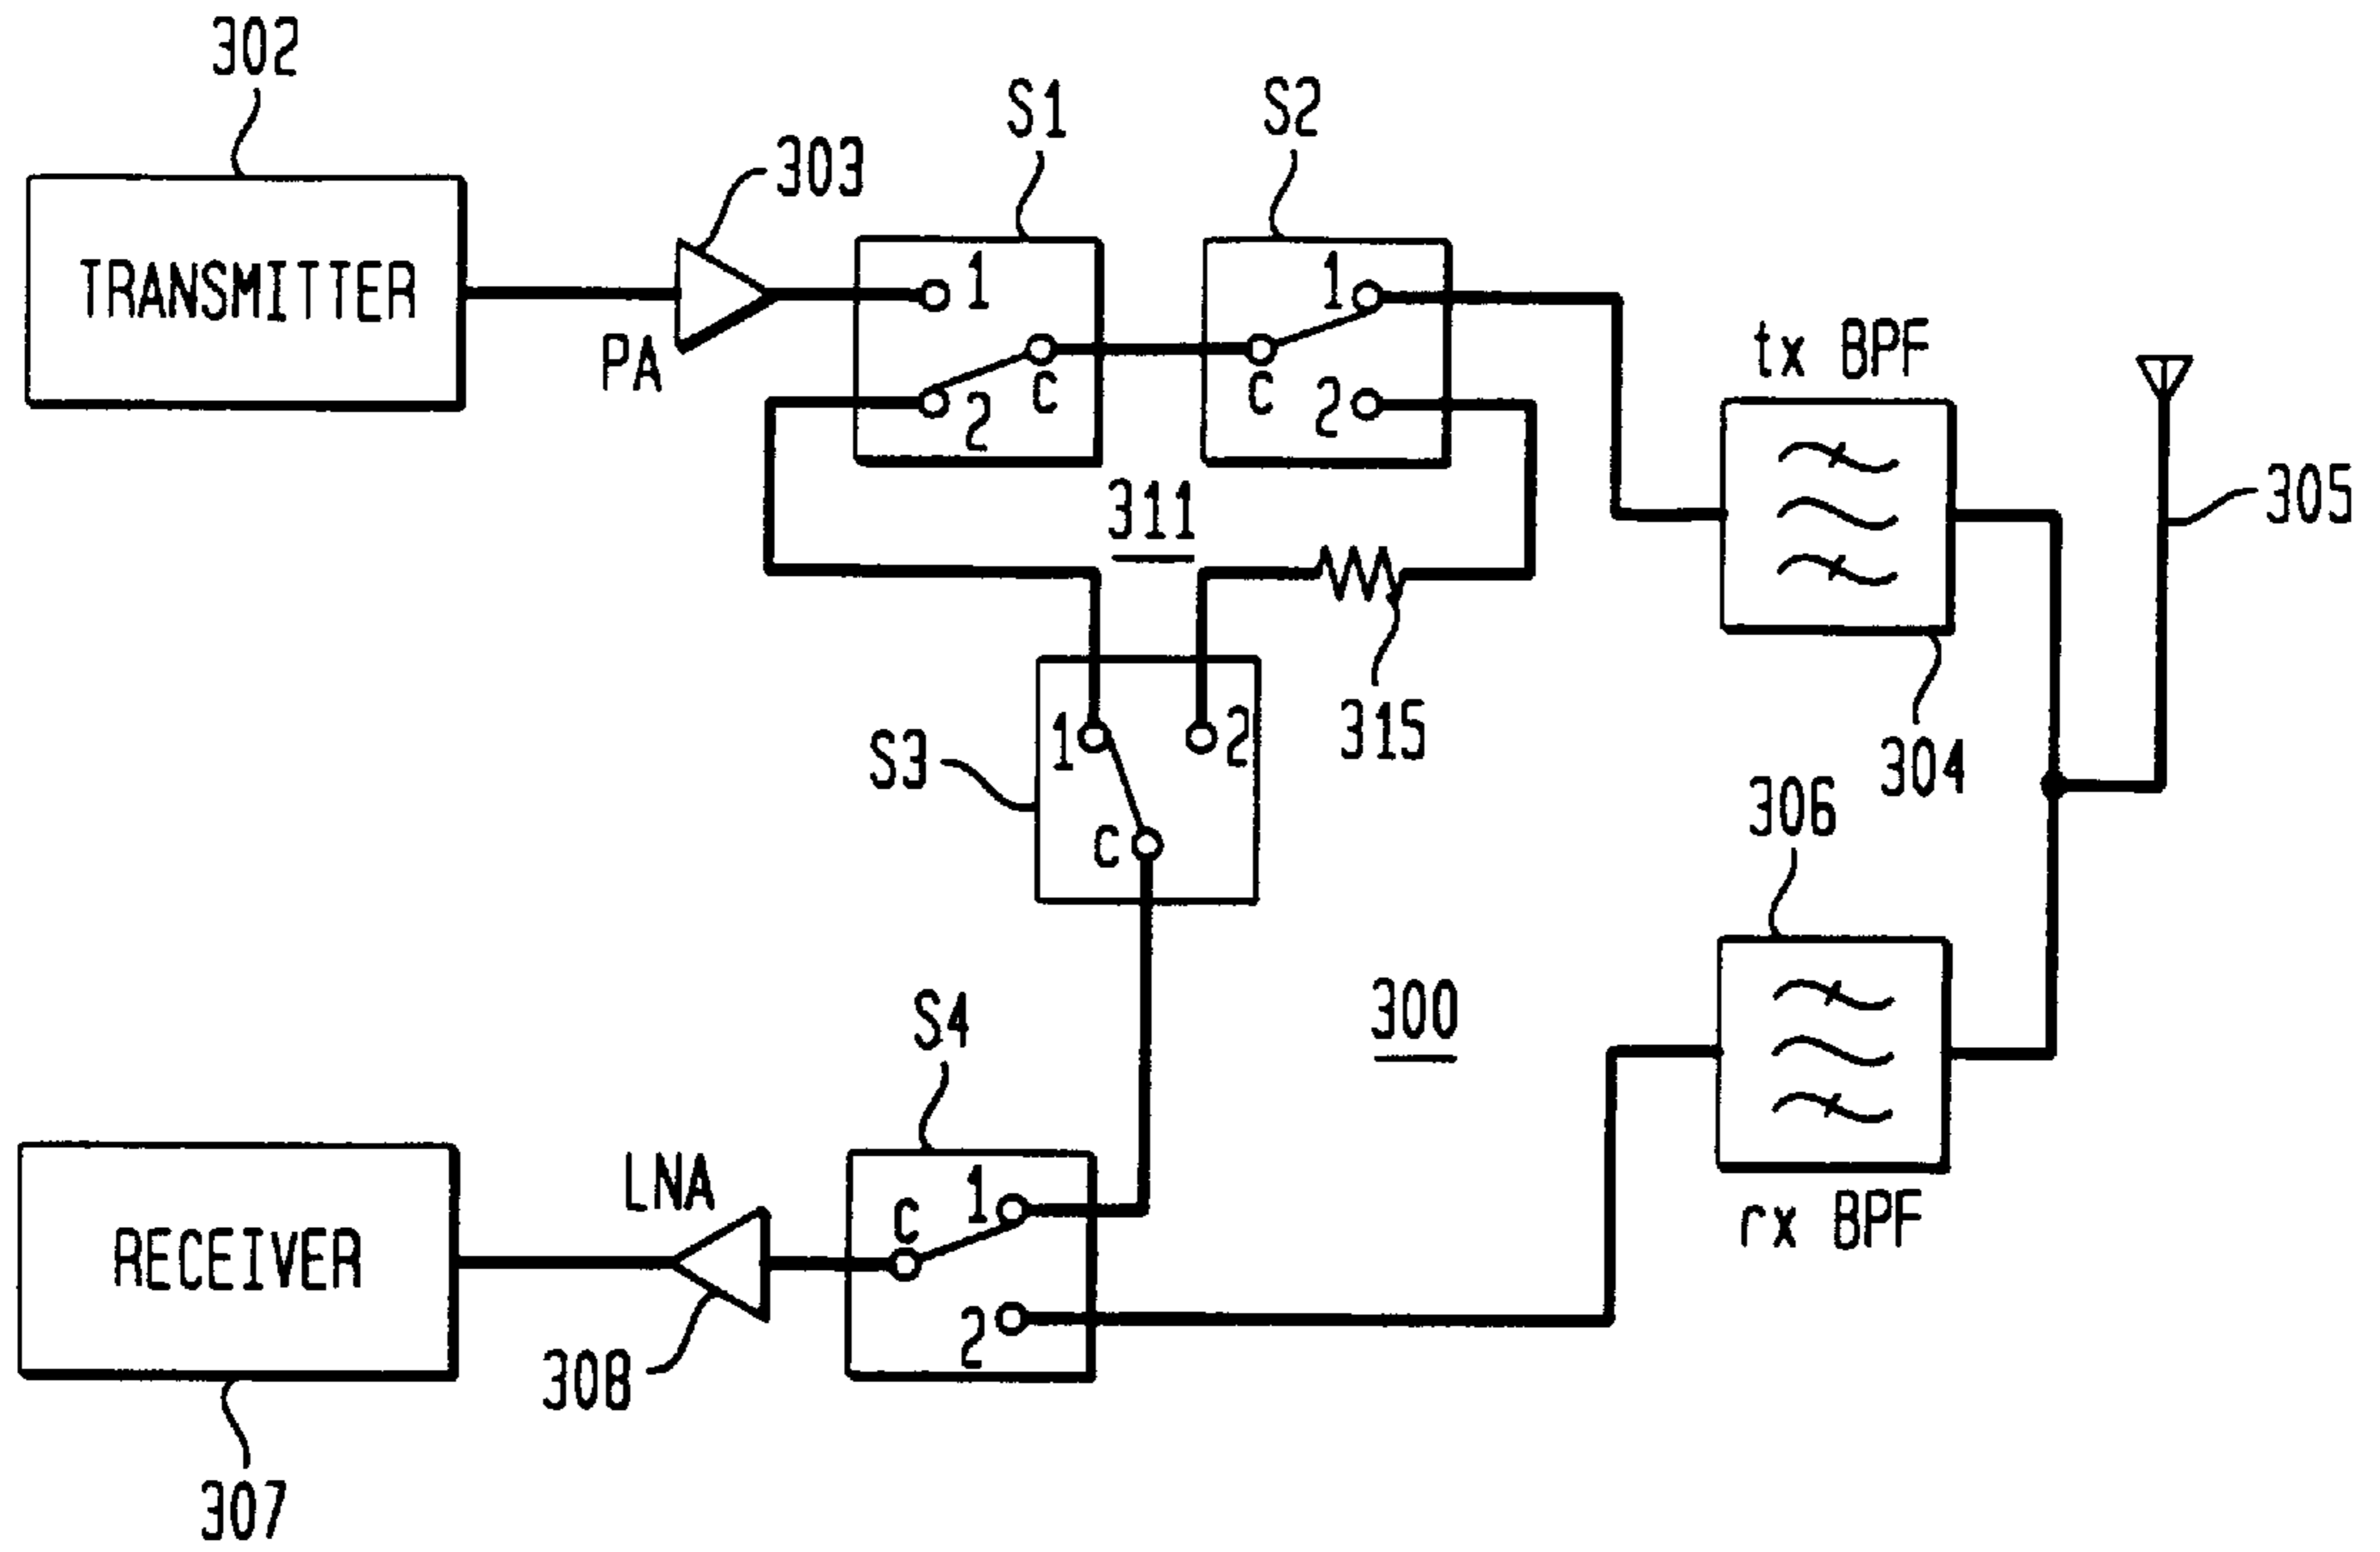 302
S1
S2
303
TRANSMITTER
PA
1
C
2
1
C
2
tx BPF
311
305
315
304
S3
1
2
C
306
300
S4
LNA
C
1
2
RECEIVER
rx BPF
308
307